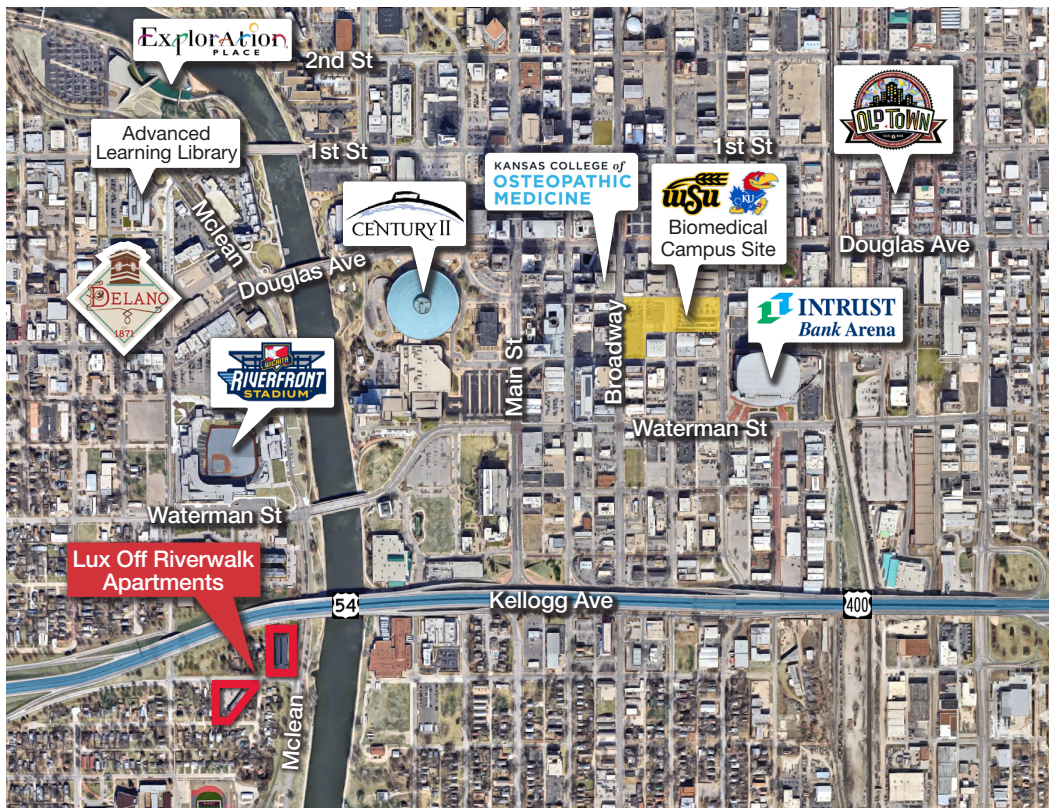 Exploration
PLACE
2nd St
OLD TOWN
Advanced
Learning Library
1st St
1st St
KANSAS COLLEGE of
OSTEOPATHIC
MEDICINE
WSU
KU
Biomedical
Campus Site
Mclean
CENTURY II
Douglas Ave
Douglas Ave
DELANO
1871
INTRUST
Bank Arena
Broadway
Main St
WICHITA
RIVERFRONT
STADIUM
Waterman St
Waterman St
Lux Off Riverwalk
Apartments
54
Kellogg Ave
400
Mclean